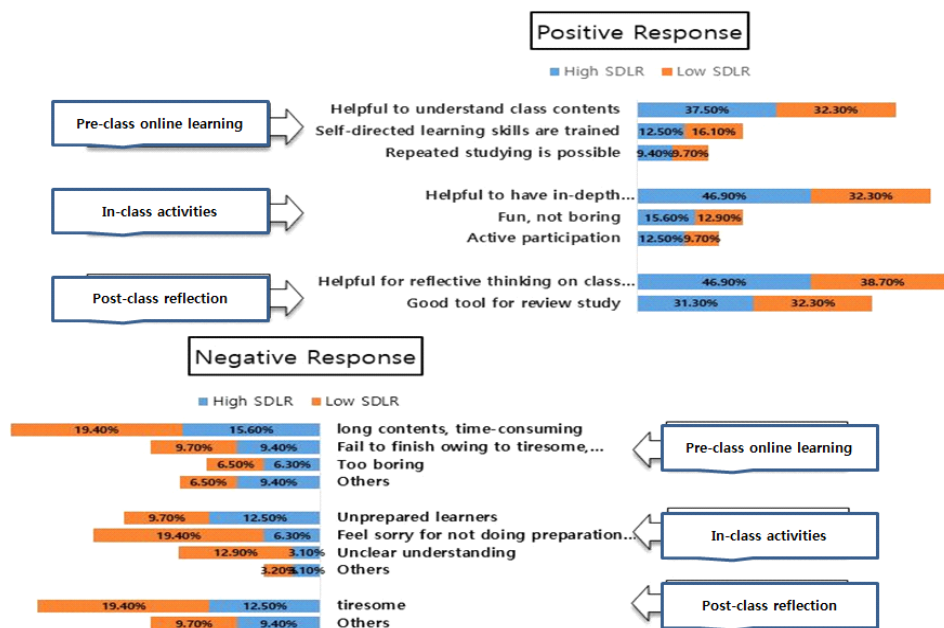 Positive Response
High SDLR Low SDLR
Pre-class online learning
Helpful to understand class contents 37.50% 32.30%
Self-directed learning skills are trained 12.50% 16.10%
Repeated studying is possible 9.40% 9.70%
In-class activities
Helpful to have in-depth... 46.90% 32.30%
Fun, not boring 15.60% 12.90%
Active participation 12.50% 9.70%
Post-class reflection
Helpful for reflective thinking on class... 46.90% 38.70%
Good tool for review study 31.30% 32.30%
Negative Response
High SDLR Low SDLR
19.40% 15.60% long contents, time-consuming
9.70% 9.40% Fail to finish owing to tiresome,...
6.50% 6.30% Too boring
6.50% 9.40% Others
Pre-class online learning
9.70% 12.50% Unprepared learners
19.40% 6.30% Feel sorry for not doing preparation...
12.90% 3.10% Unclear understanding
3.20% 3.10% Others
In-class activities
19.40% 12.50% tiresome
9.70% 9.40% Others
Post-class reflection